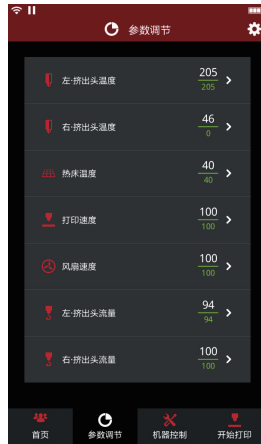 参数调节
左·挤出头温度 205
205
右·挤出头温度 46
0
热床温度 40
40
打印速度 100
100
风扇速度 100
100
左·挤出头流量 94
94
右·挤出头流量 100
100
首页 参数调节 机器控制 开始打印